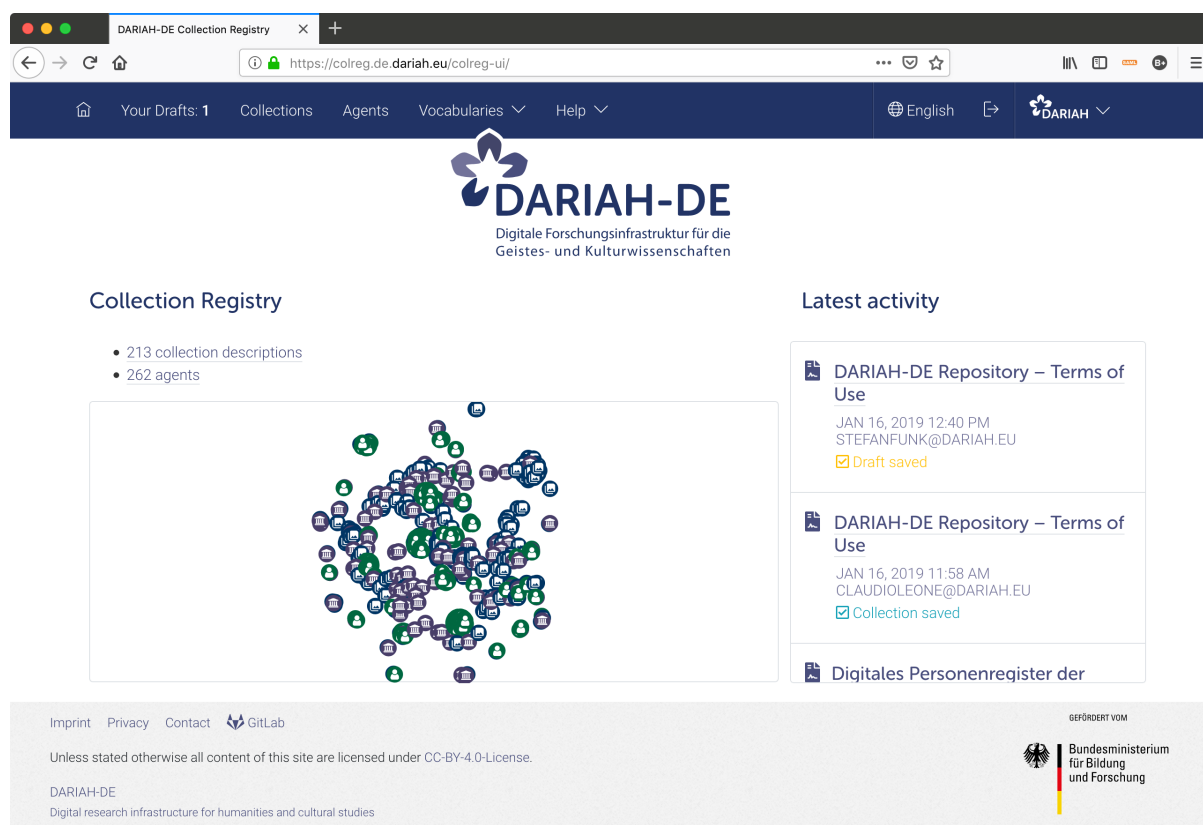 DARIAH-DE Collection Registry
https://colreg.de.dariah.eu/colreg-ui/
Your Drafts: 1 Collections Agents Vocabularies Help English DARIAH
DARIAH-DE
Digitale Forschungsinfrastruktur für die
Geistes- und Kulturwissenschaften
Collection Registry
213 collection descriptions
262 agents
Latest activity
DARIAH-DE Repository – Terms of
Use
JAN 16, 2019 12:40 PM
STEFANFUNK@DARIAH.EU
Draft saved
DARIAH-DE Repository – Terms of
Use
JAN 16, 2019 11:58 AM
CLAUDIOLEONE@DARIAH.EU
Collection saved
Digitales Personenregister der
Imprint Privacy Contact GitLab
Unless stated otherwise all content of this site are licensed under CC-BY-4.0-License.
DARIAH-DE
Digital research infrastructure for humanities and cultural studies
GEFÖRDERT VOM
Bundesministerium
für Bildung
und Forschung